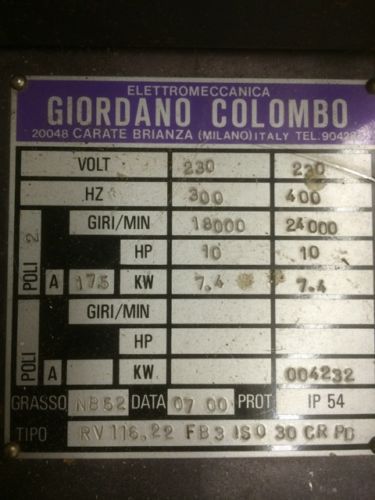 ELETTROMECCANICA
GIORDANO COLOMBO
20048 CARATE BRIANZA (MILANO) ITALY TEL.
VOLT 230 230
HZ 300 400
POLI 2 GIRI/MIN 18000 24000
HP 10 10
A 17.5 KW 7.4 7.4
POLI GIRI/MIN
HP
A KW 004232
GRASSO NB52 DATA 07 00 PROT IP 54
TIPO RV 116.22 FB3 ISO 30 CR PD